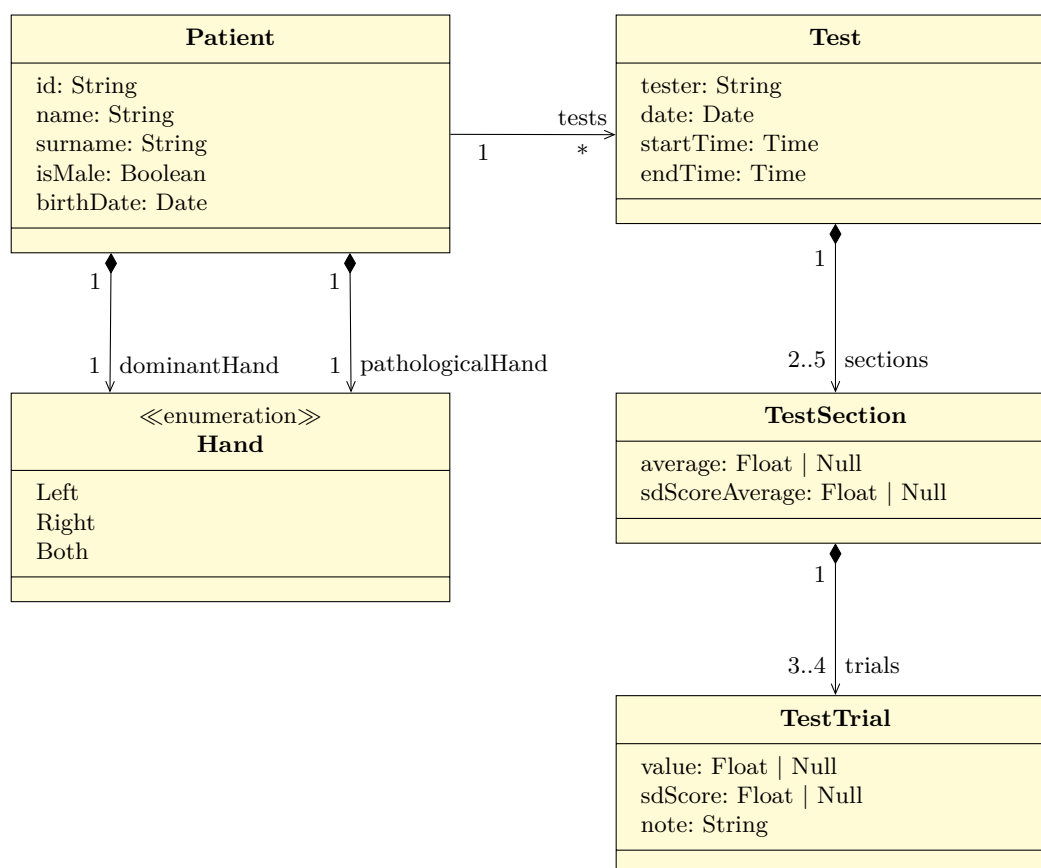 Patient
id: String
name: String
surname: String
isMale: Boolean
birthDate: Date
tests
1
*
Test
tester: String
date: Date
startTime: Time
endTime: Time
1
1
1
1 dominantHand
1 pathologicalHand
2..5 sections
≪enumeration≫
Hand
Left
Right
Both
TestSection
average: Float | Null
sdScoreAverage: Float | Null
1
3..4 trials
TestTrial
value: Float | Null
sdScore: Float | Null
note: String